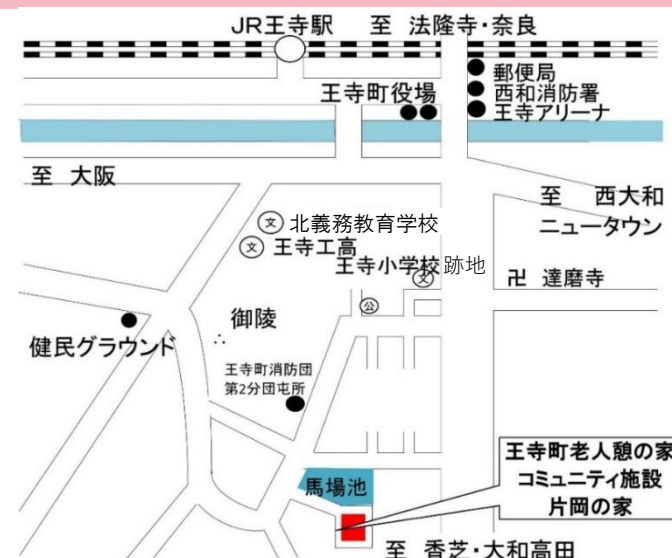 JR王寺駅 至 法隆寺・奈良
郵便局
西和消防署
王寺アリーナ
王寺町役場
至 大阪
至 西大和
ニュータウン
文 北義務教育学校
文 王寺工高
王寺小学校跡地
文
公
卍 達磨寺
御陵
健民グラウンド
王寺町消防団
第2分団屯所
王寺町老人憩の家
コミュニティ施設
片岡の家
馬場池
至 香芝・大和高田